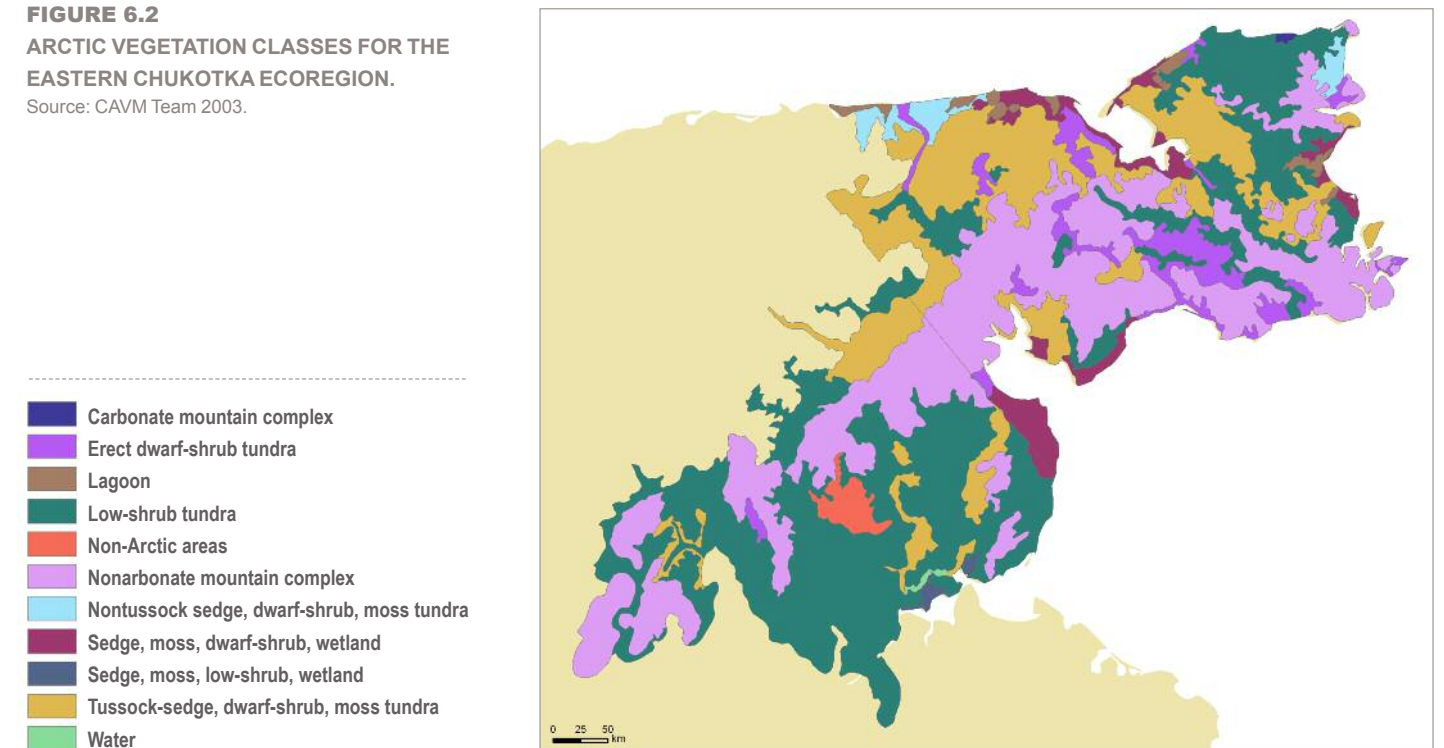 FIGURE 6.2
ARCTIC VEGETATION CLASSES FOR THE
EASTERN CHUKOTKA ECOREGION.
Source: CAVM Team 2003.
Carbonate mountain complex
Erect dwarf-shrub tundra
Lagoon
Low-shrub tundra
Non-Arctic areas
Nonarbonate mountain complex
Nontussock sedge, dwarf-shrub, moss tundra
Sedge, moss, dwarf-shrub, wetland
Sedge, moss, low-shrub, wetland
Tussock-sedge, dwarf-shrub, moss tundra
Water
0 25 50
km